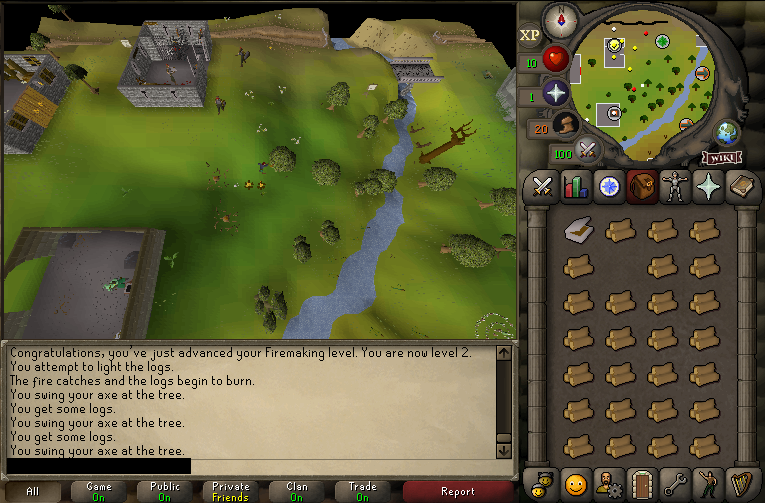 N
XP
10
1
20
100
WIKI
Congratulations, you've just advanced your Firemaking level. You are now level 2.
You attempt to light the logs.
The fire catches and the logs begin to burn.
You swing your axe at the tree.
You get some logs.
You swing your axe at the tree.
You get some logs.
You swing your axe at the tree.
All
Game
On
Public
On
Private
Friends
Clan
On
Trade
On
Report